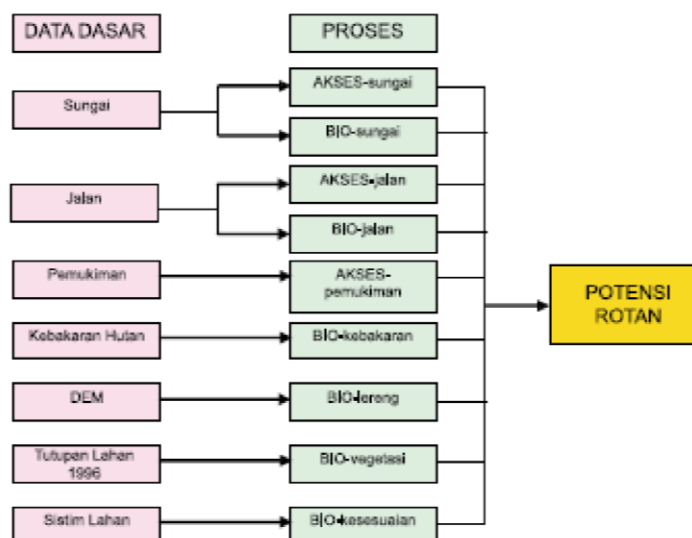 DATA DASAR
PROSES
Sungai
AKSES-sungai
BIO-sungai
Jalan
AKSES-jalan
BIO-jalan
Pemukiman
AKSES-
pemukiman
Kebakaran Hutan
BIO-kebakaran
DEM
BIO-lereng
Tutupan Lahan
1996
BIO-vegetasi
Sistim Lahan
BIO-kesesuaian
POTENSI
ROTAN